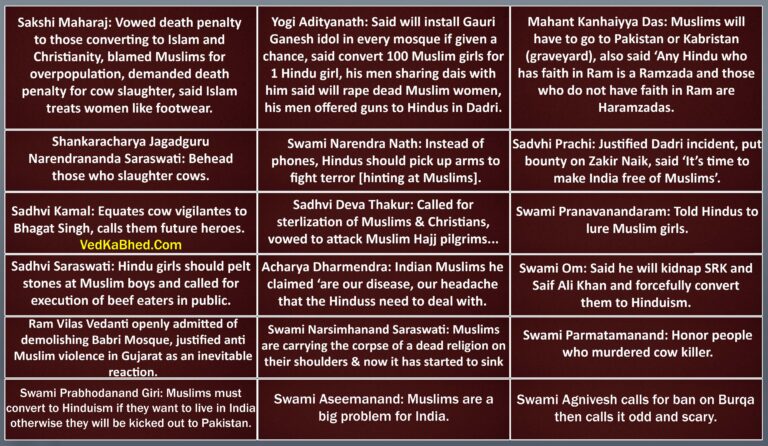 Sakshi Maharaj: Vowed death penalty
to those converting to Islam and
Christianity, blamed Muslims for
overpopulation, demanded death
penalty for cow slaughter, said Islam
treats women like footwear.
Yogi Adityanath: Said will install Gauri
Ganesh idol in every mosque if given a
chance, said convert 100 Muslim girls for
1 Hindu girl, his men sharing dais with
him said will rape dead Muslim women,
his men offered guns to Hindus in Dadri.
Mahant Kanhaiyya Das: Muslims will
have to go to Pakistan or Kabristan
(graveyard), also said ‘Any Hindu who
has faith in Ram is a Ramzada and those
who do not have faith in Ram are
Haramzadas.
Shankaracharya Jagadguru
Narendrananda Saraswati: Behead
those who slaughter cows.
Swami Narendra Nath: Instead of
phones, Hindus should pick up arms to
fight terror [hinting at Muslims].
Sadvhi Prachi: Justified Dadri incident, put
bounty on Zakir Naik, said ‘It’s time to
make India free of Muslims’.
Sadhvi Kamal: Equates cow vigilantes to
Bhagat Singh, calls them future heroes.
VedKaBhed.Com
Sadhvi Deva Thakur: Called for
sterlization of Muslims & Christians,
vowed to attack Muslim Hajj pilgrims...
Swami Pranavanandaram: Told Hindus to
lure Muslim girls.
Sadhvi Saraswati: Hindu girls should pelt
stones at Muslim boys and called for
execution of beef eaters in public.
Acharya Dharmendra: Indian Muslims he
claimed ‘are our disease, our headache
that the Hinduss need to deal with.
Swami Om: Said he will kidnap SRK and
Saif Ali Khan and forcefully convert
them to Hinduism.
Ram Vilas Vedanti openly admitted of
demolishing Babri Mosque, justified anti
Muslim violence in Gujarat as an inevitable
reaction.
Swami Narsimhanand Saraswati: Muslims
are carrying the corpse of a dead religion on
their shoulders & now it has started to sink
Swami Parmatamanand: Honor people
who murdered cow killer.
Swami Prabhodanand Giri: Muslims must
convert to Hinduism if they want to live in India
otherwise they will be kicked out to Pakistan.
Swami Aseemanand: Muslims are a
big problem for India.
Swami Agnivesh calls for ban on Burqa
then calls it odd and scary.